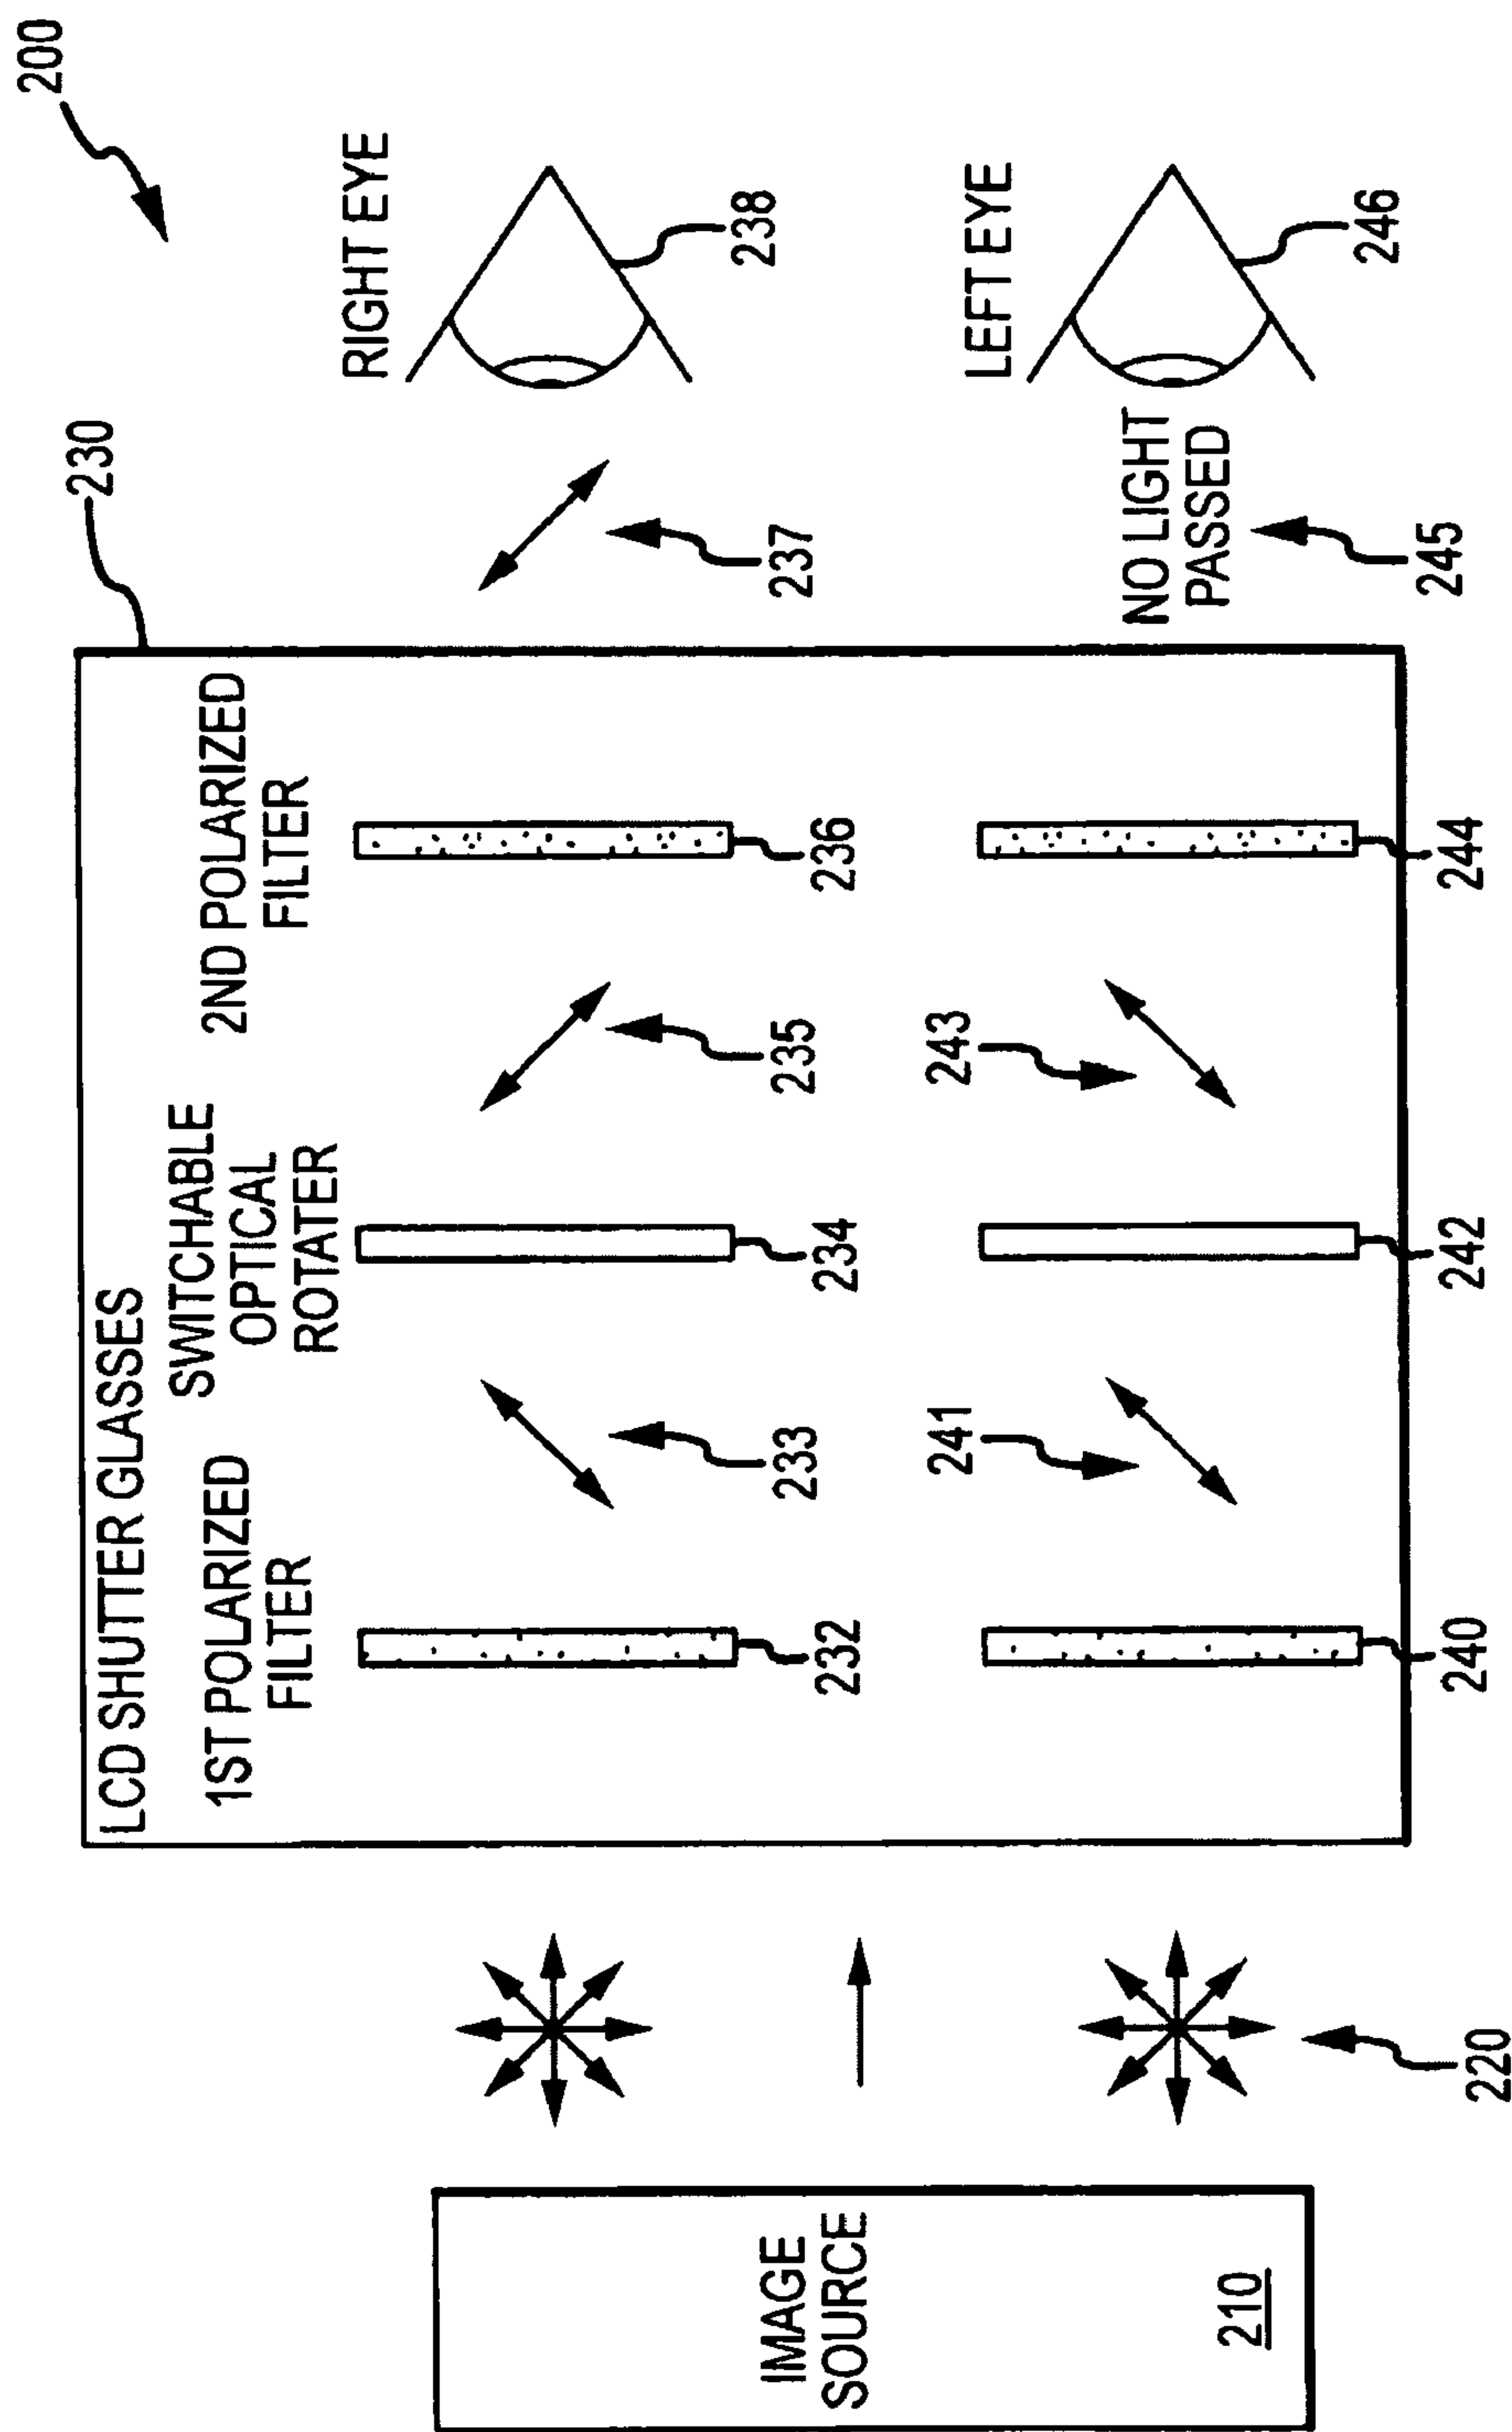 200
230
LCD SHUTTER GLASSES
1ST POLARIZED
FILTER
SWITCHABLE
OPTICAL
ROTATER
2ND POLARIZED
FILTER
RIGHT EYE
232
233
234
235
236
237
238
IMAGE
SOURCE
210
220
LEFT EYE
NO LIGHT
PASSED
240
241
242
243
244
245
246